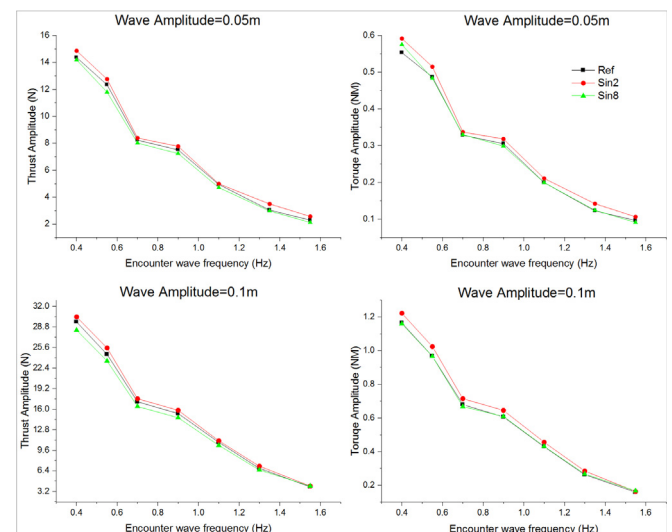 Wave Amplitude=0.05m
16
14
12
10
8
6
4
2
Thrust Amplitude (N)
0.4 0.6 0.8 1.0 1.2 1.4 1.6
Encounter wave frequency (Hz)
Wave Amplitude=0.05m
Ref
Sin2
Sin8
0.6
0.5
0.4
0.3
0.2
0.1
Toruqe Amplitude (NM)
0.4 0.6 0.8 1.0 1.2 1.4 1.6
Encounter wave frequency (Hz)
Wave Amplitude=0.1m
32.0
28.8
25.6
22.4
19.2
16.0
12.8
9.6
6.4
3.2
Thrust Amplitude (N)
0.4 0.6 0.8 1.0 1.2 1.4 1.6
Encounter wave frequency (Hz)
Wave Amplitude=0.1m
1.2
1.0
0.8
0.6
0.4
0.2
Toruqe Amplitude (NM)
0.4 0.6 0.8 1.0 1.2 1.4 1.6
Encounter wave frequency (Hz)